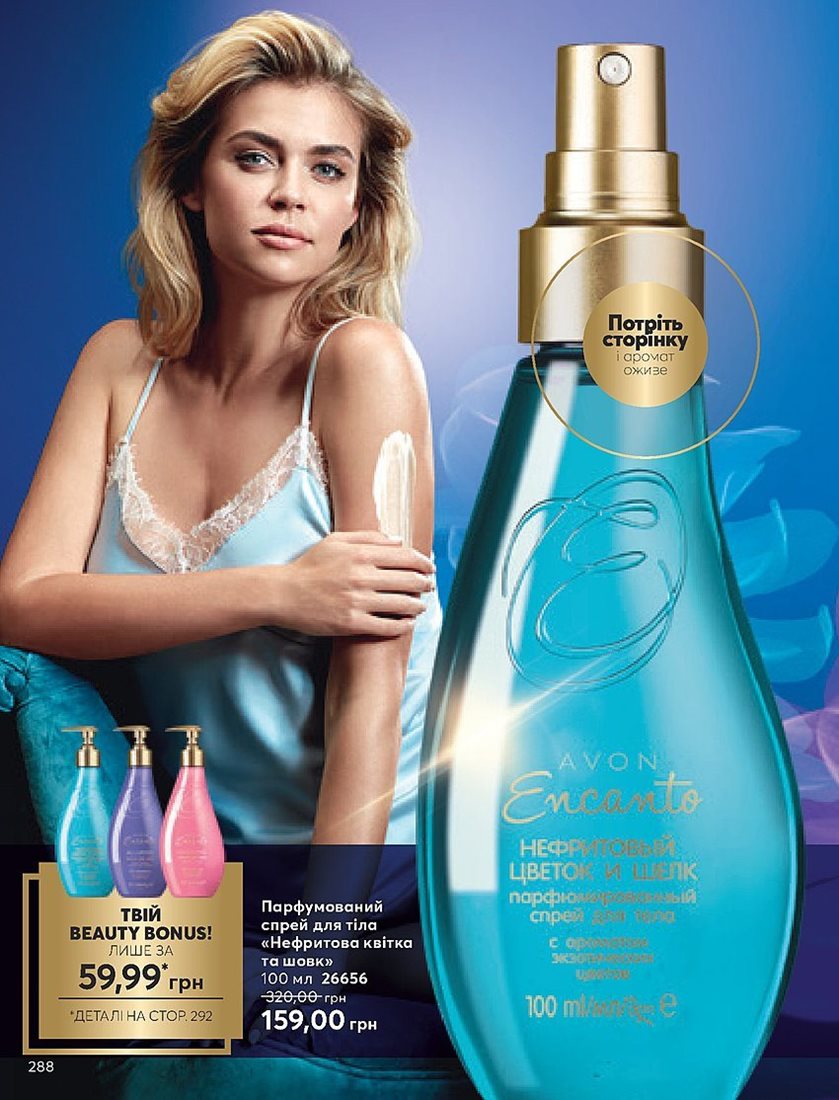 Потріть
сторінку
і аромат
оживе
AVON
Encanto
НЕФРИТОВЫЙ
ЦВЕТОК И ШЕЛК
парфюмированный
спрей для тела
с ароматом
экзотических
цветов
100 ml/мл/г e
ТВІЙ
BEAUTY BONUS!
ЛИШЕ ЗА
59,99* грн
*ДЕТАЛІ НА СТОР. 292
Парфумований
спрей для тіла
«Нефритова квітка
та шовк»
100 мл 26656
320,00 грн
159,00 грн
288